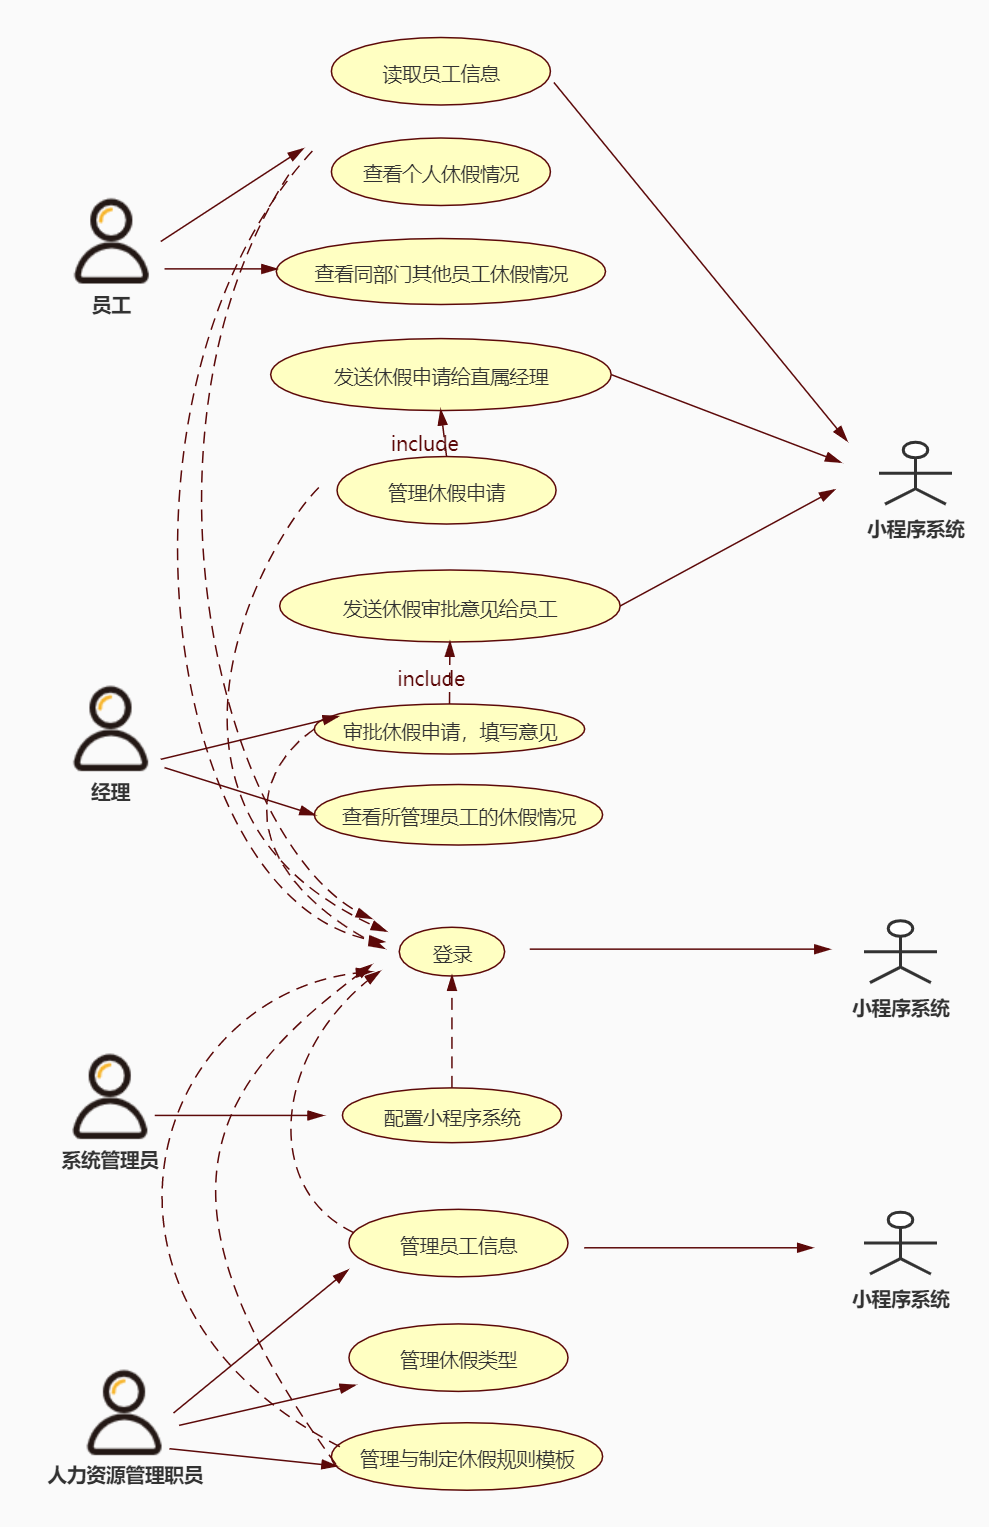 读取员工信息
查看个人休假情况
查看同部门其他员工休假情况
员工
发送休假申请给直属经理
include
管理休假申请
小程序系统
发送休假审批意见给员工
include
审批休假申请，填写意见
经理
查看所管理员工的休假情况
登录
小程序系统
配置小程序系统
系统管理员
管理员工信息
小程序系统
管理休假类型
管理与制定休假规则模板
人力资源管理职员